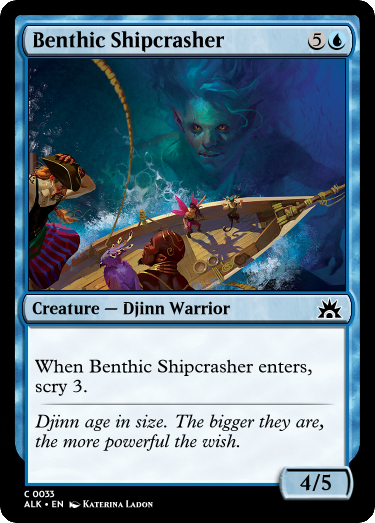 Benthic Shipcrasher 5
Creature — Djinn Warrior
When Benthic Shipcrasher enters,
scry 3.
Djinn age in size. The bigger they are,
the more powerful the wish.
4/5
C 0033
ALK • EN Katerina Ladon